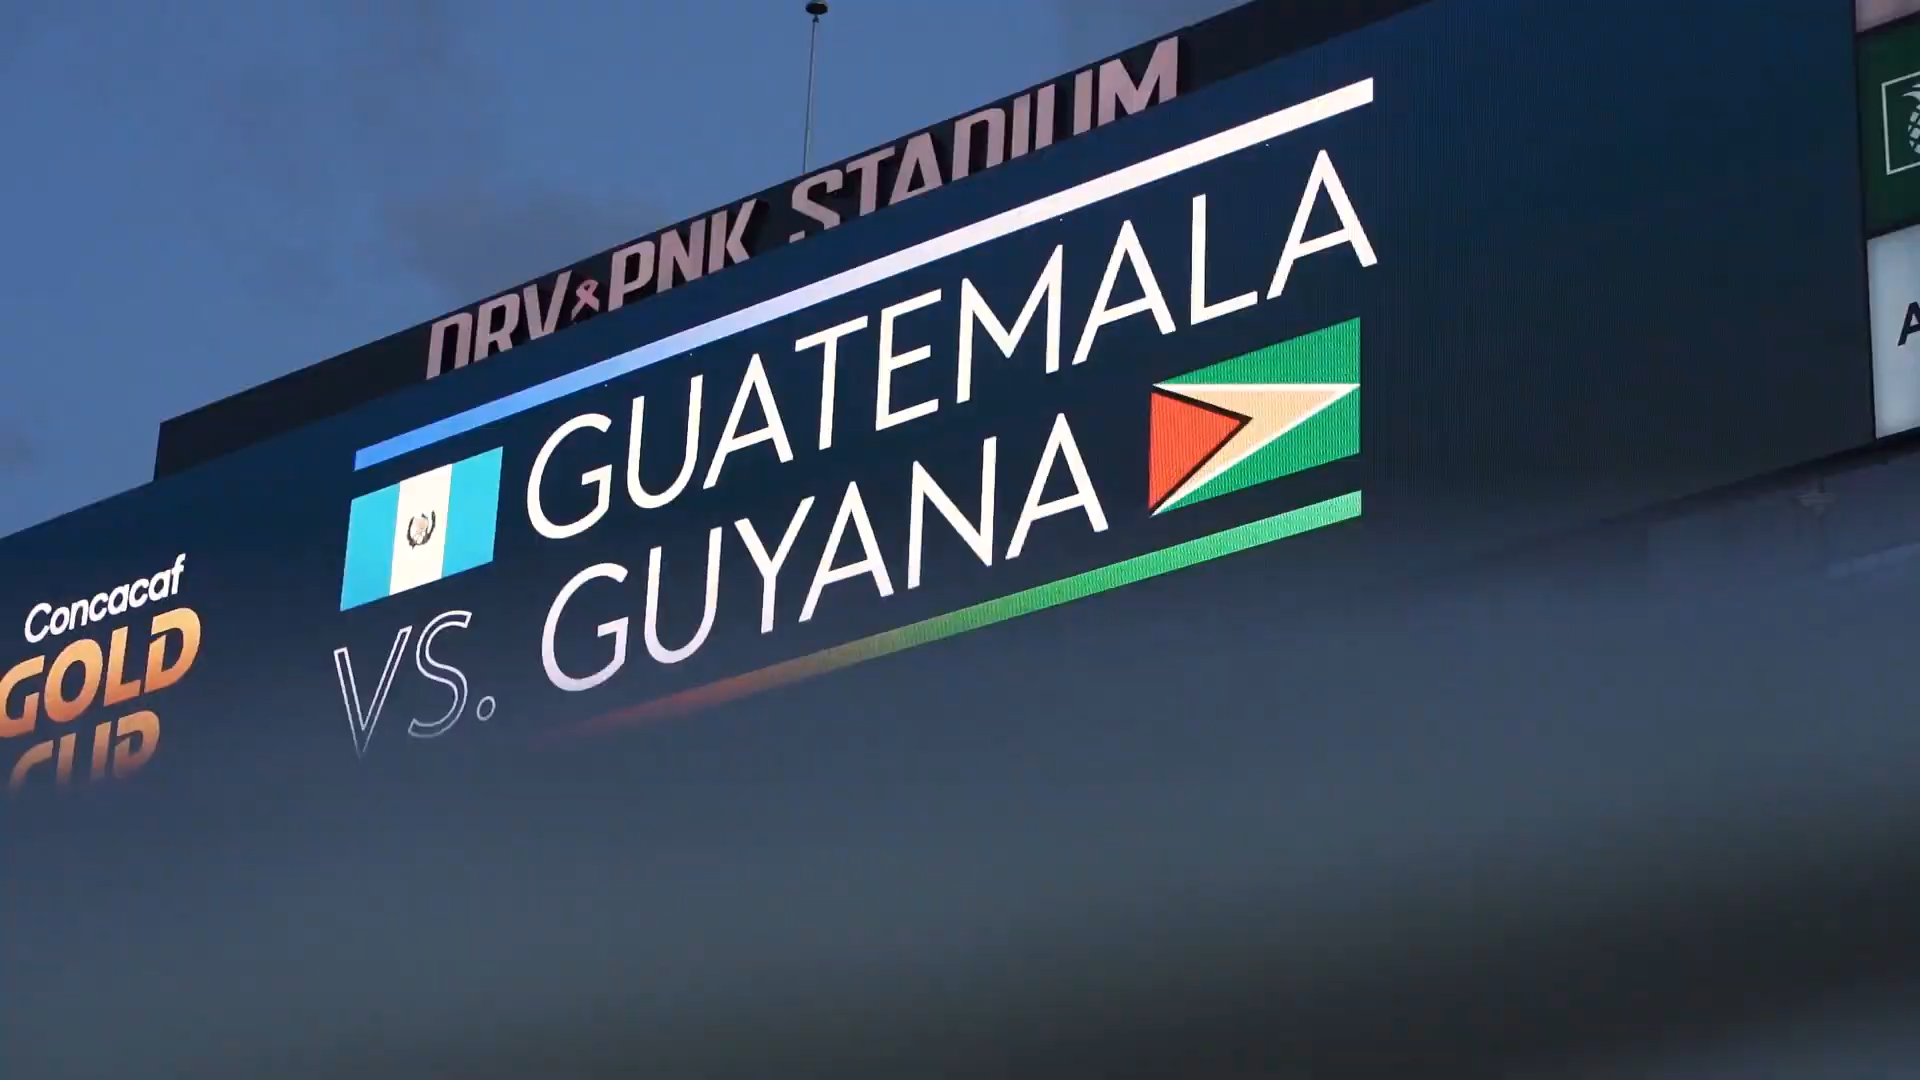 DRV PNK STADIUM
GUATEMALA
VS. GUYANA
Concacaf
GOLD
CUP
A